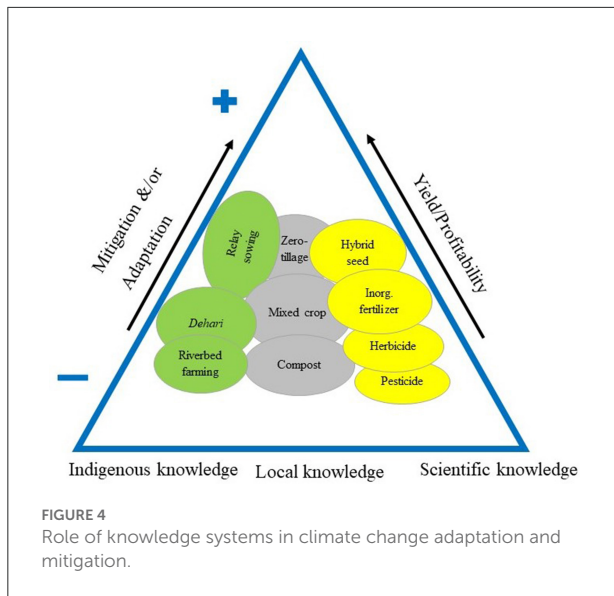 +
Mitigation &/or
Adaptation
Yield/Profitability
Relay
sowing
Zero-
tillage
Hybrid
seed
Inorg.
fertilizer
Dehari
Mixed crop
Herbicide
Riverbed
farming
Compost
Pesticide
–
Indigenous knowledge Local knowledge Scientific knowledge
FIGURE 4
Role of knowledge systems in climate change adaptation and
mitigation.